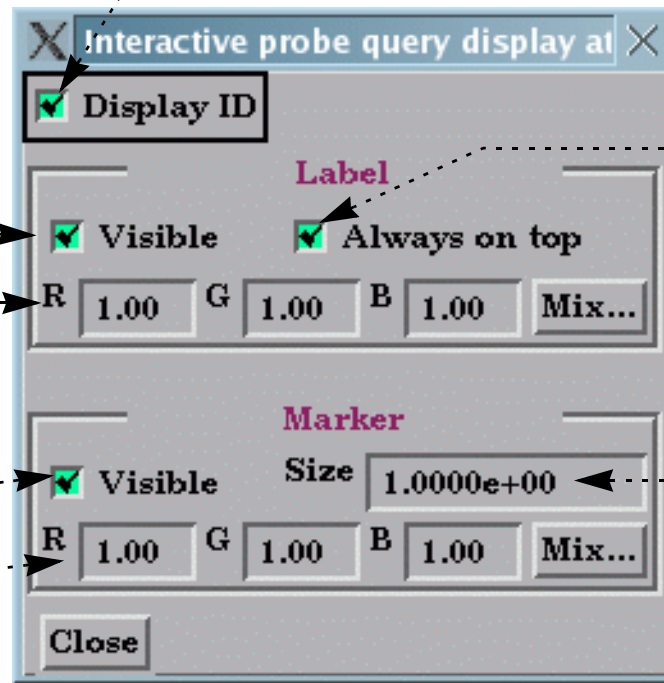 Interactive probe query display at
Display ID
Label
Visible Always on top
R 1.00 G 1.00 B 1.00 Mix...
Marker
Visible Size 1.0000e+00
R 1.00 G 1.00 B 1.00 Mix...
Close